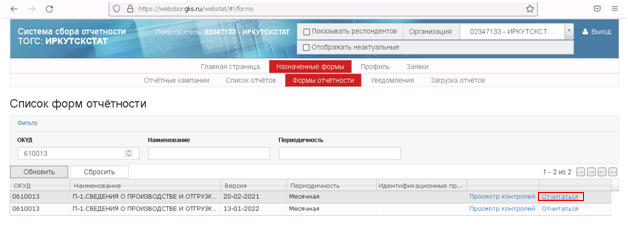 https://websbor.gks.ru/webstat/#!/forms
Система сбора отчетности
ТОГС: ИРКУТСКСТАТ
Пользователь: 02347133 - ИРКУТСКСТАТ
Показывать респондентов
Организация:
02347133 - ИРКУТСКСТ...
Выход
Отображать неактуальные
Главная страница Назначенные формы Профиль Заявки
Отчётные кампании Список отчётов Формы отчётности Уведомления Загрузка отчётов
Список форм отчётности
Фильтр
ОКУД Наименование Периодичность
610013
Обновить Сбросить 1 - 2 из 2
ОКУД Наименование Версия Периодичность Идентификационные пр...
0610013 П-1.СВЕДЕНИЯ О ПРОИЗВОДСТВЕ И ОТГРУЗК... 20-02-2021 Месячная Просмотр контролей Отчитаться
0610013 П-1.СВЕДЕНИЯ О ПРОИЗВОДСТВЕ И ОТГРУЗК... 13-01-2022 Месячная Просмотр контролей Отчитаться